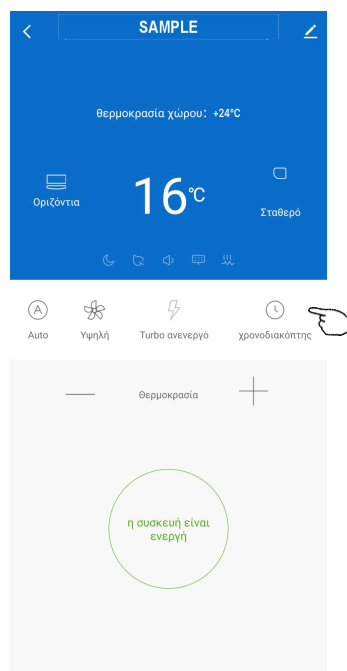 SAMPLE
θερμοκρασία χώρου: +24°C
16°C
Οριζόντια
Σταθερό
A
Auto
Υψηλή
Turbo ανενεργό
χρονοδιακόπτης
Θερμοκρασία
η συσκευή είναι
ενεργή